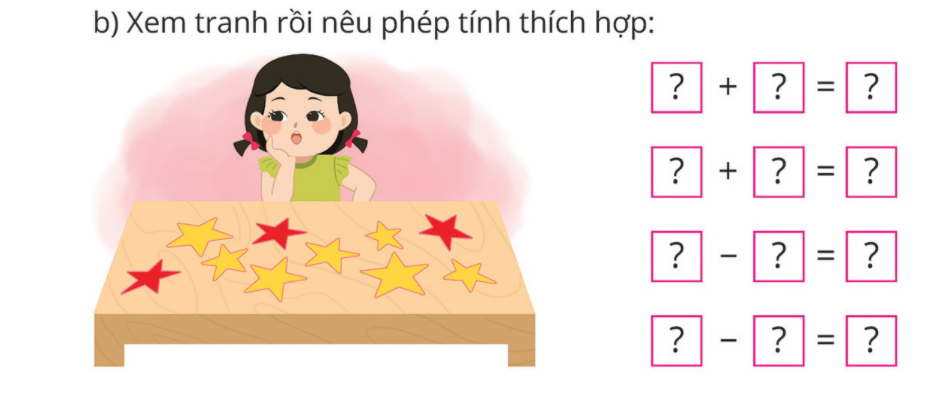 b) Xem tranh rồi nêu phép tính thích hợp:
? + ? = ?
? + ? = ?
? − ? = ?
? − ? = ?